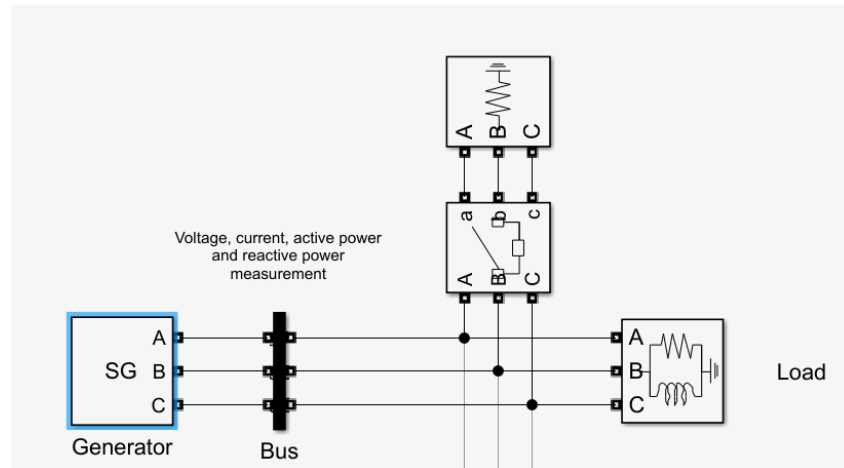 A B C
a b c
A B C
Voltage, current, active power
and reactive power
measurement
A
SG B
C
Generator
Bus
A
B
C
Load